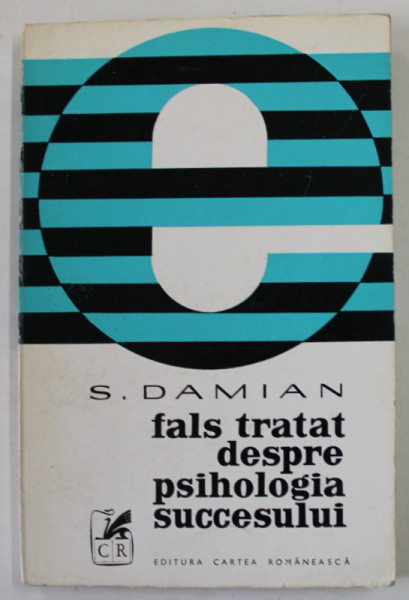 e
S. DAMIAN
fals tratat
despre
psihologia
succesului
CR
EDITURA CARTEA ROMÂNEASCĂ